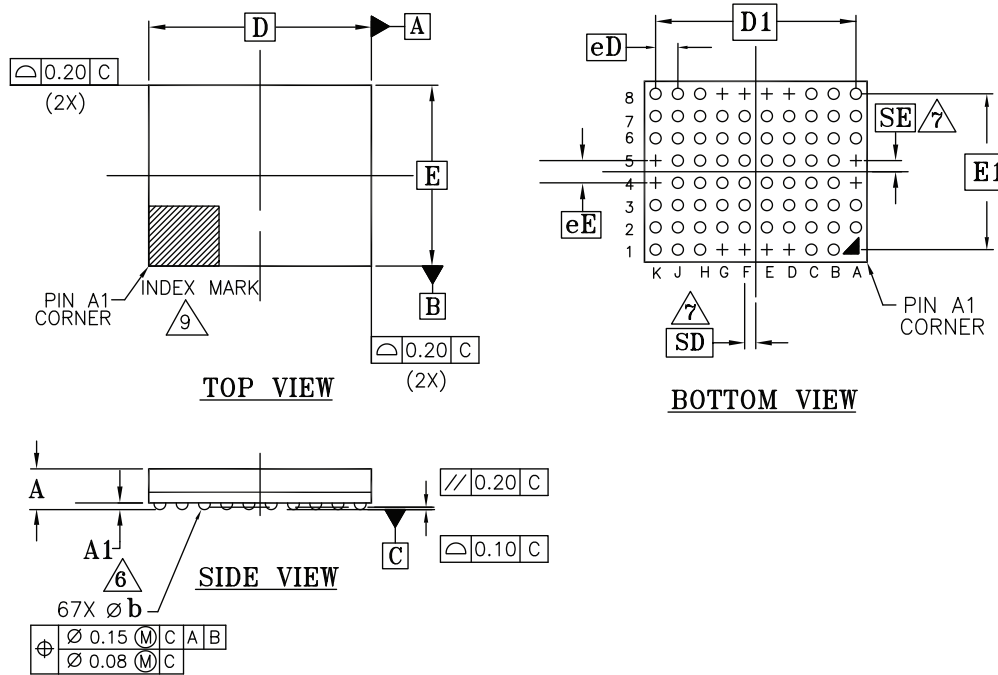 D
A
0.20 C
(2X)
E
PIN A1
CORNER
INDEX MARK
9
B
0.20 C
(2X)
TOP VIEW
D1
eD
8
7
6
5
4
3
2
1
K J H G F E D C B A
SE 7
E1
eE
7
SD
PIN A1
CORNER
BOTTOM VIEW
A
A1
6
// 0.20 C
C
0.10 C
SIDE VIEW
67X Ø b
⌖ Ø 0.15 Ⓜ C A B
Ø 0.08 Ⓜ C